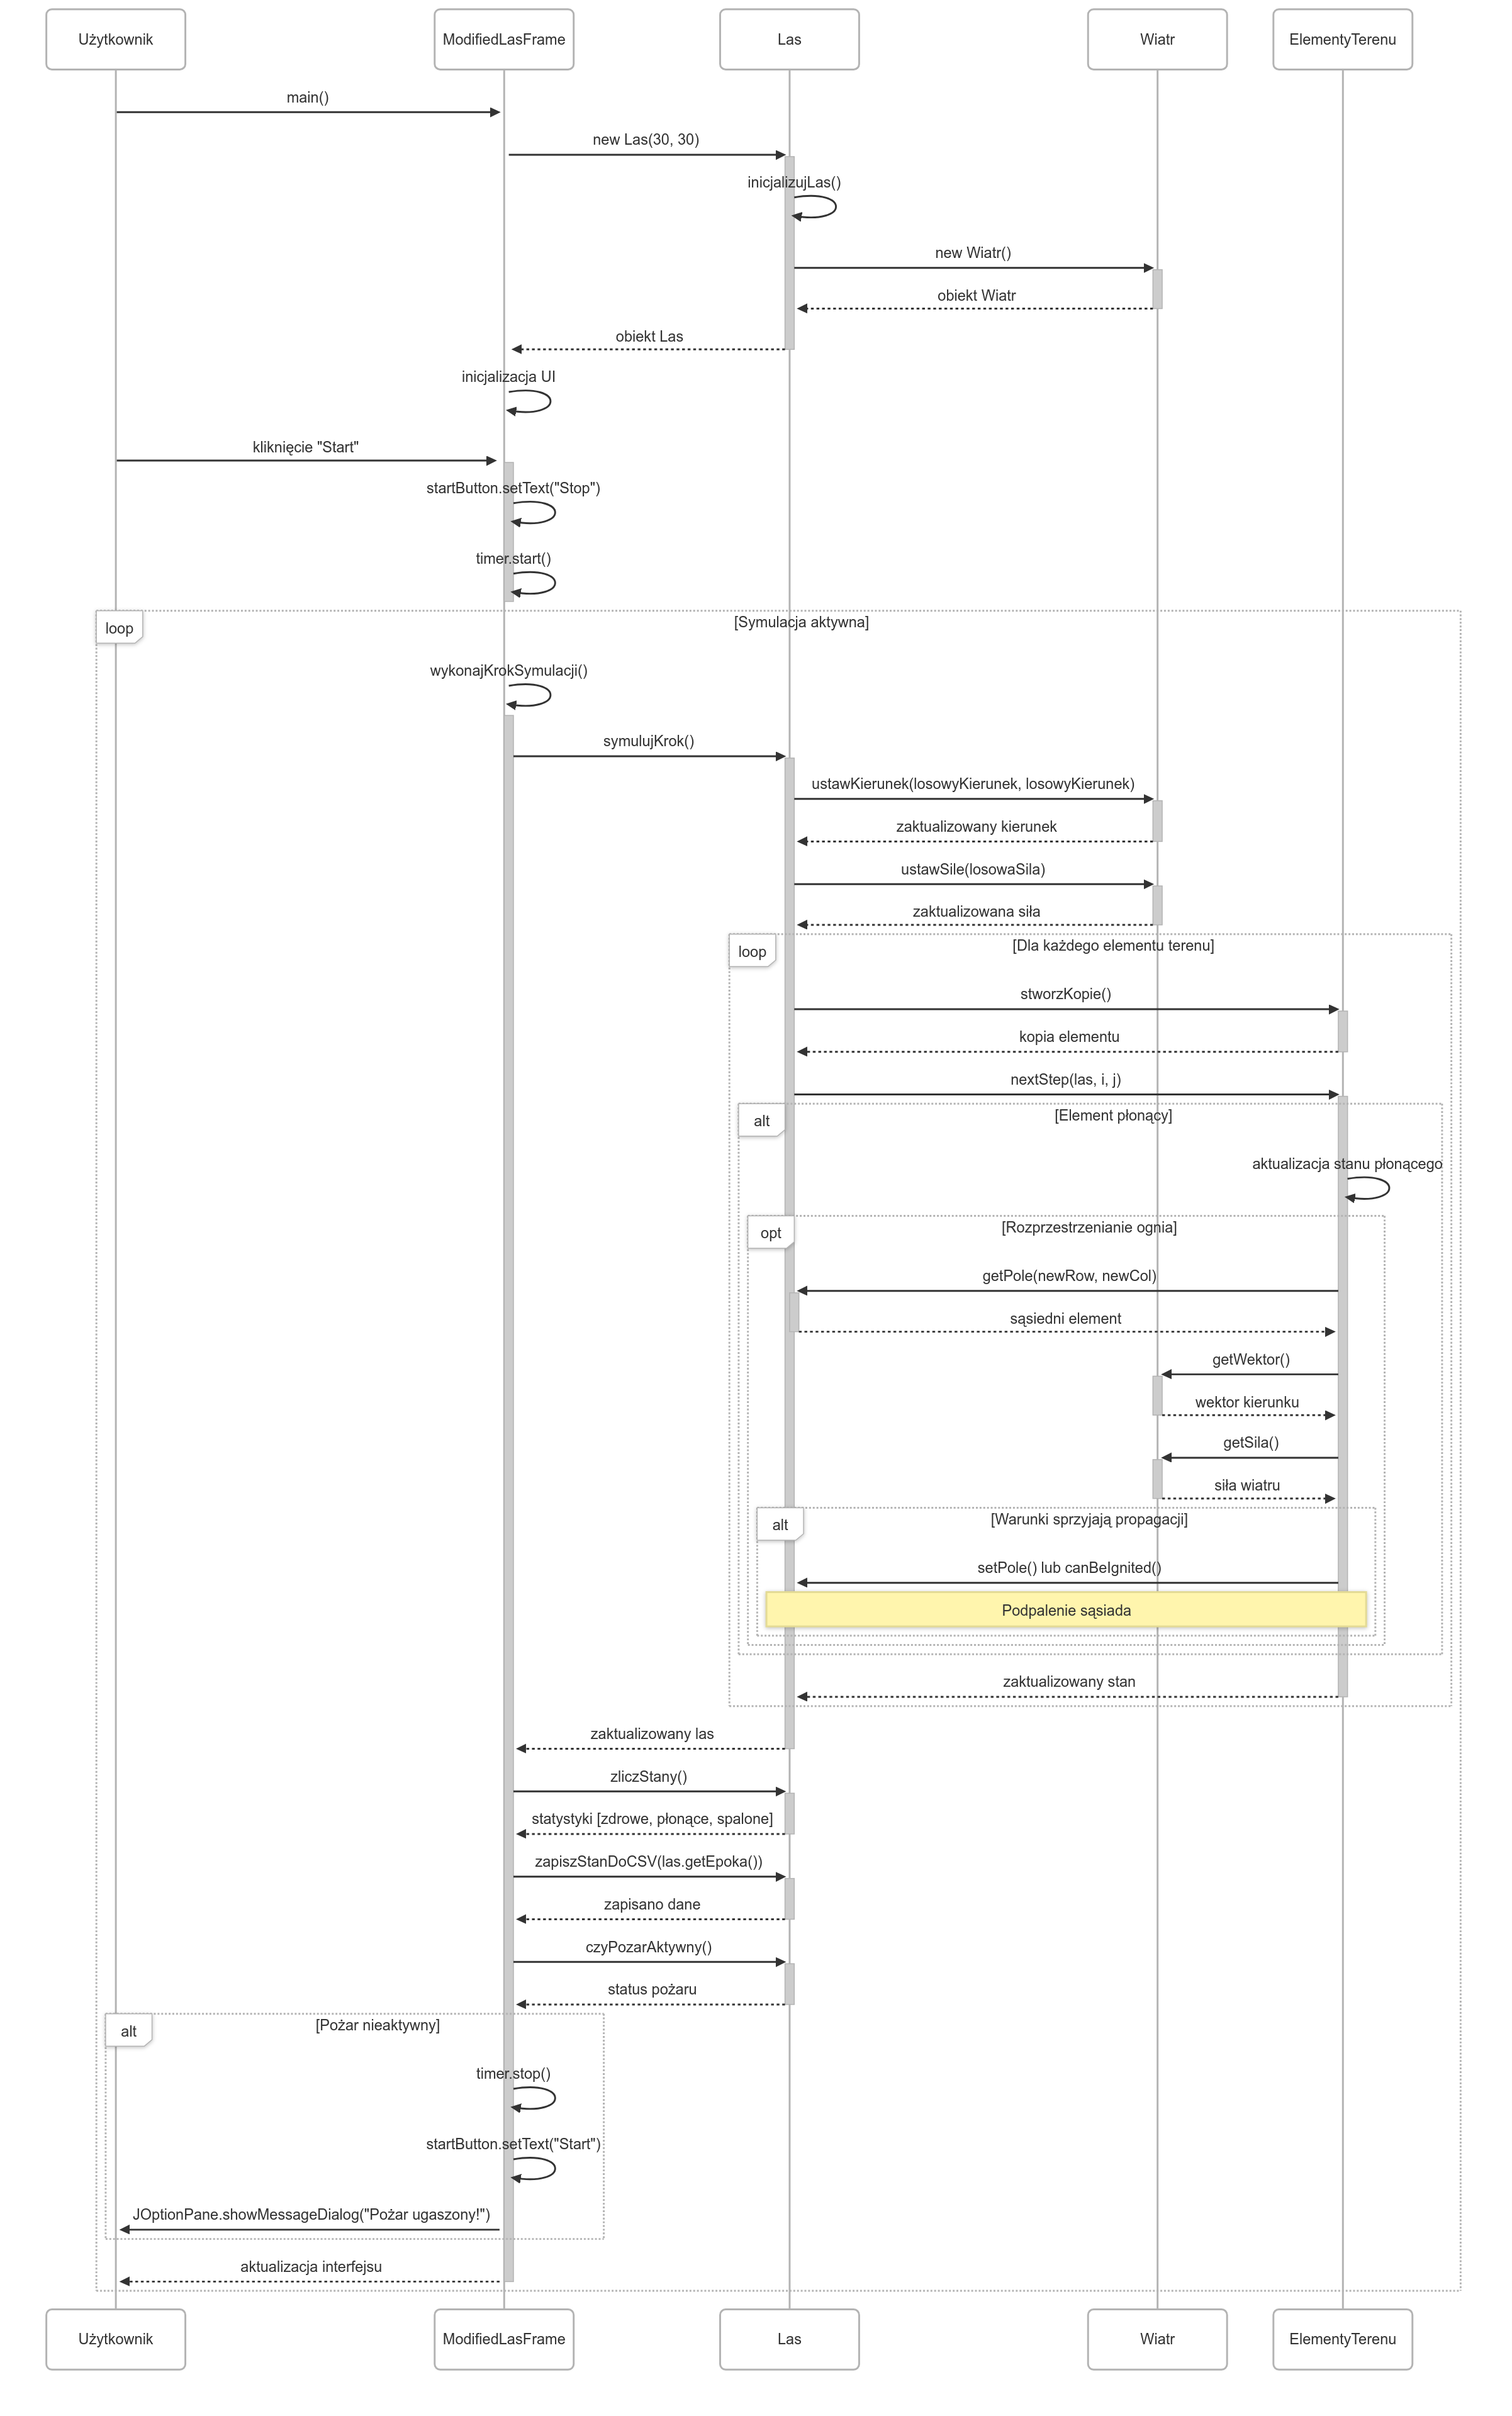 Użytkownik
ModifiedLasFrame
Las
Wiatr
ElementyTerenu
main()
new Las(30, 30)
inicjalizujLas()
new Wiatr()
obiekt Wiatr
obiekt Las
inicjalizacja UI
kliknięcie "Start"
startButton.setText("Stop")
timer.start()
loop
[Symulacja aktywna]
wykonajKrokSymulacji()
symulujKrok()
ustawKierunek(losowyKierunek, losowyKierunek)
zaktualizowany kierunek
ustawSile(losowaSila)
zaktualizowana siła
loop
[Dla każdego elementu terenu]
stworzKopie()
kopia elementu
nextStep(las, i, j)
alt
[Element płonący]
aktualizacja stanu płonącego
opt
[Rozprzestrzenianie ognia]
getPole(newRow, newCol)
sąsiedni element
getWektor()
wektor kierunku
getSila()
siła wiatru
alt
[Warunki sprzyjają propagacji]
setPole() lub canBeIgnited()
Podpalenie sąsiada
zaktualizowany stan
zaktualizowany las
zliczStany()
statystyki [zdrowe, płonące, spalone]
zapiszStanDoCSV(las.getEpoka())
zapisano dane
czyPozarAktywny()
status pożaru
alt
[Pożar nieaktywny]
timer.stop()
startButton.setText("Start")
JOptionPane.showMessageDialog("Pożar ugaszony!")
aktualizacja interfejsu
Użytkownik
ModifiedLasFrame
Las
Wiatr
ElementyTerenu